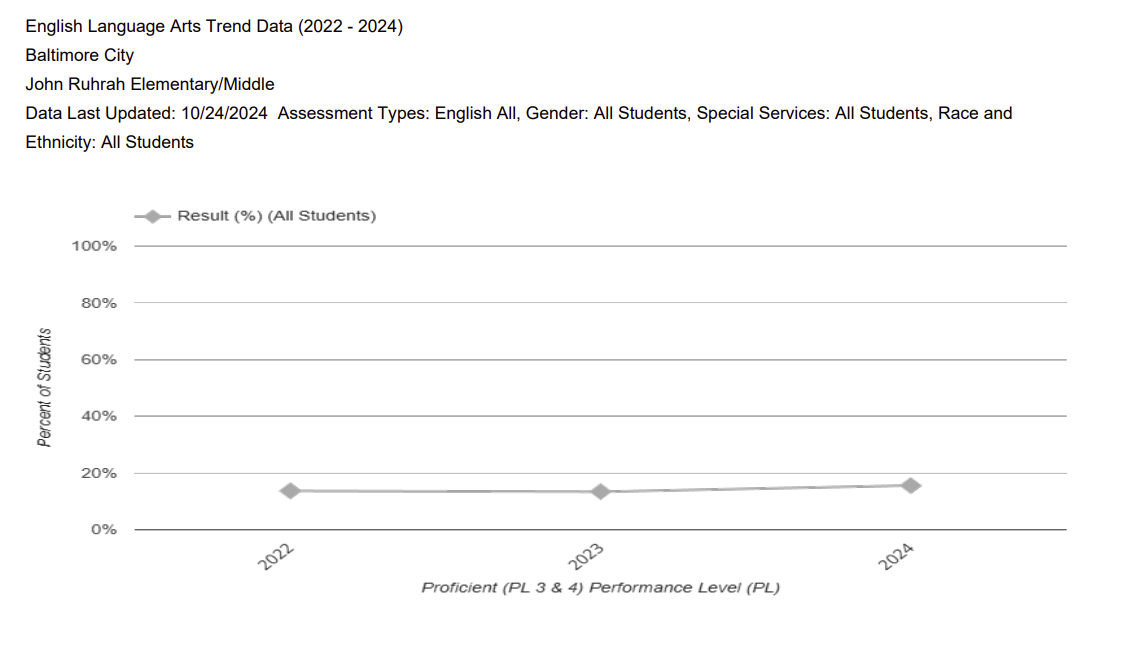 English Language Arts Trend Data (2022 - 2024)
Baltimore City
John Ruhrah Elementary/Middle
Data Last Updated: 10/24/2024  Assessment Types: English All, Gender: All Students, Special Services: All Students, Race and
Ethnicity: All Students
Result (%) (All Students)
100%
80%
60%
40%
20%
0%
Percent of Students
2022
2023
2024
Proficient (PL 3 & 4) Performance Level (PL)